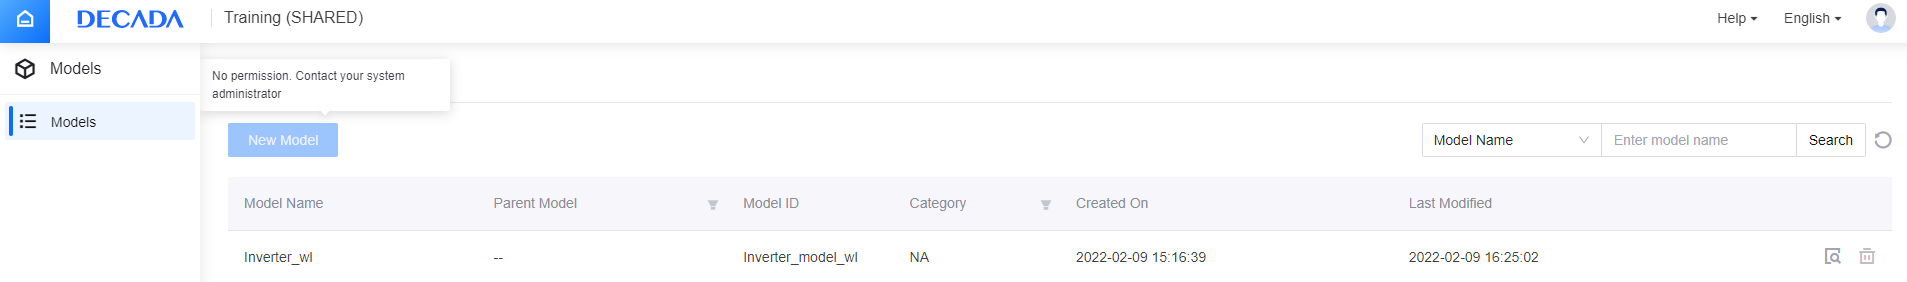 DECADA
Training (SHARED)
Help
English
Models
No permission. Contact your system
administrator
Models
New Model
Model Name
Enter model name
Search
Model Name Parent Model Model ID Category Created On Last Modified
Inverter_wl -- Inverter_model_wl NA 2022-02-09 15:16:39 2022-02-09 16:25:02